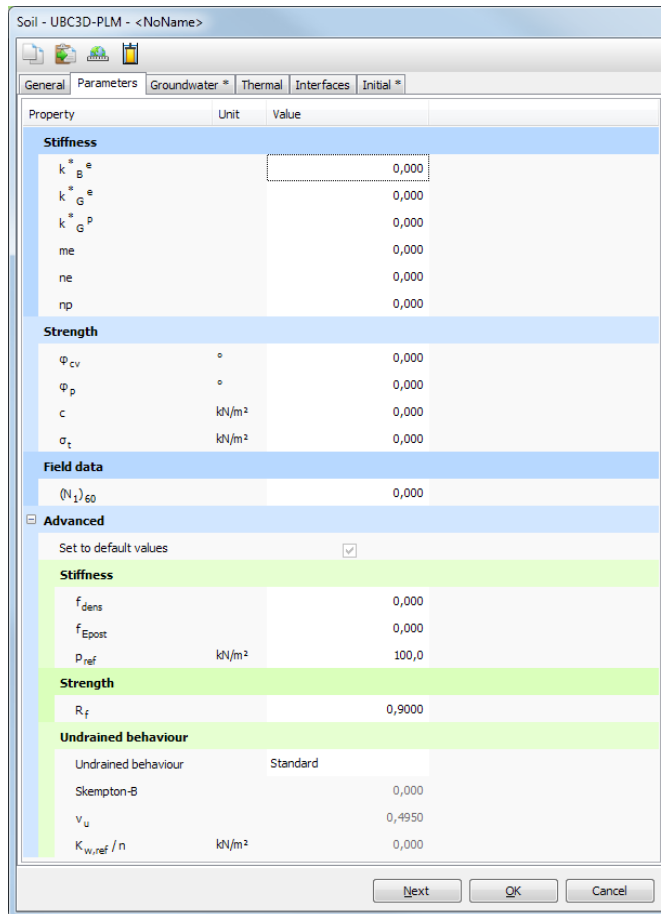 Soil - UBC3D-PLM - <NoName>
General Parameters Groundwater * Thermal Interfaces Initial *
Property Unit Value
Stiffness
k*Bᵉ 0,000
k*Gᵉ 0,000
k*Gᵖ 0,000
me 0,000
ne 0,000
np 0,000
Strength
φcv ° 0,000
φp ° 0,000
c kN/m² 0,000
σt kN/m² 0,000
Field data
(N₁)₆₀ 0,000
Advanced
Set to default values
Stiffness
fdens 0,000
fEpost 0,000
pref kN/m² 100,0
Strength
Rf 0,9000
Undrained behaviour
Undrained behaviour Standard
Skempton-B 0,000
νu 0,4950
Kw,ref / n kN/m² 0,000
Next OK Cancel